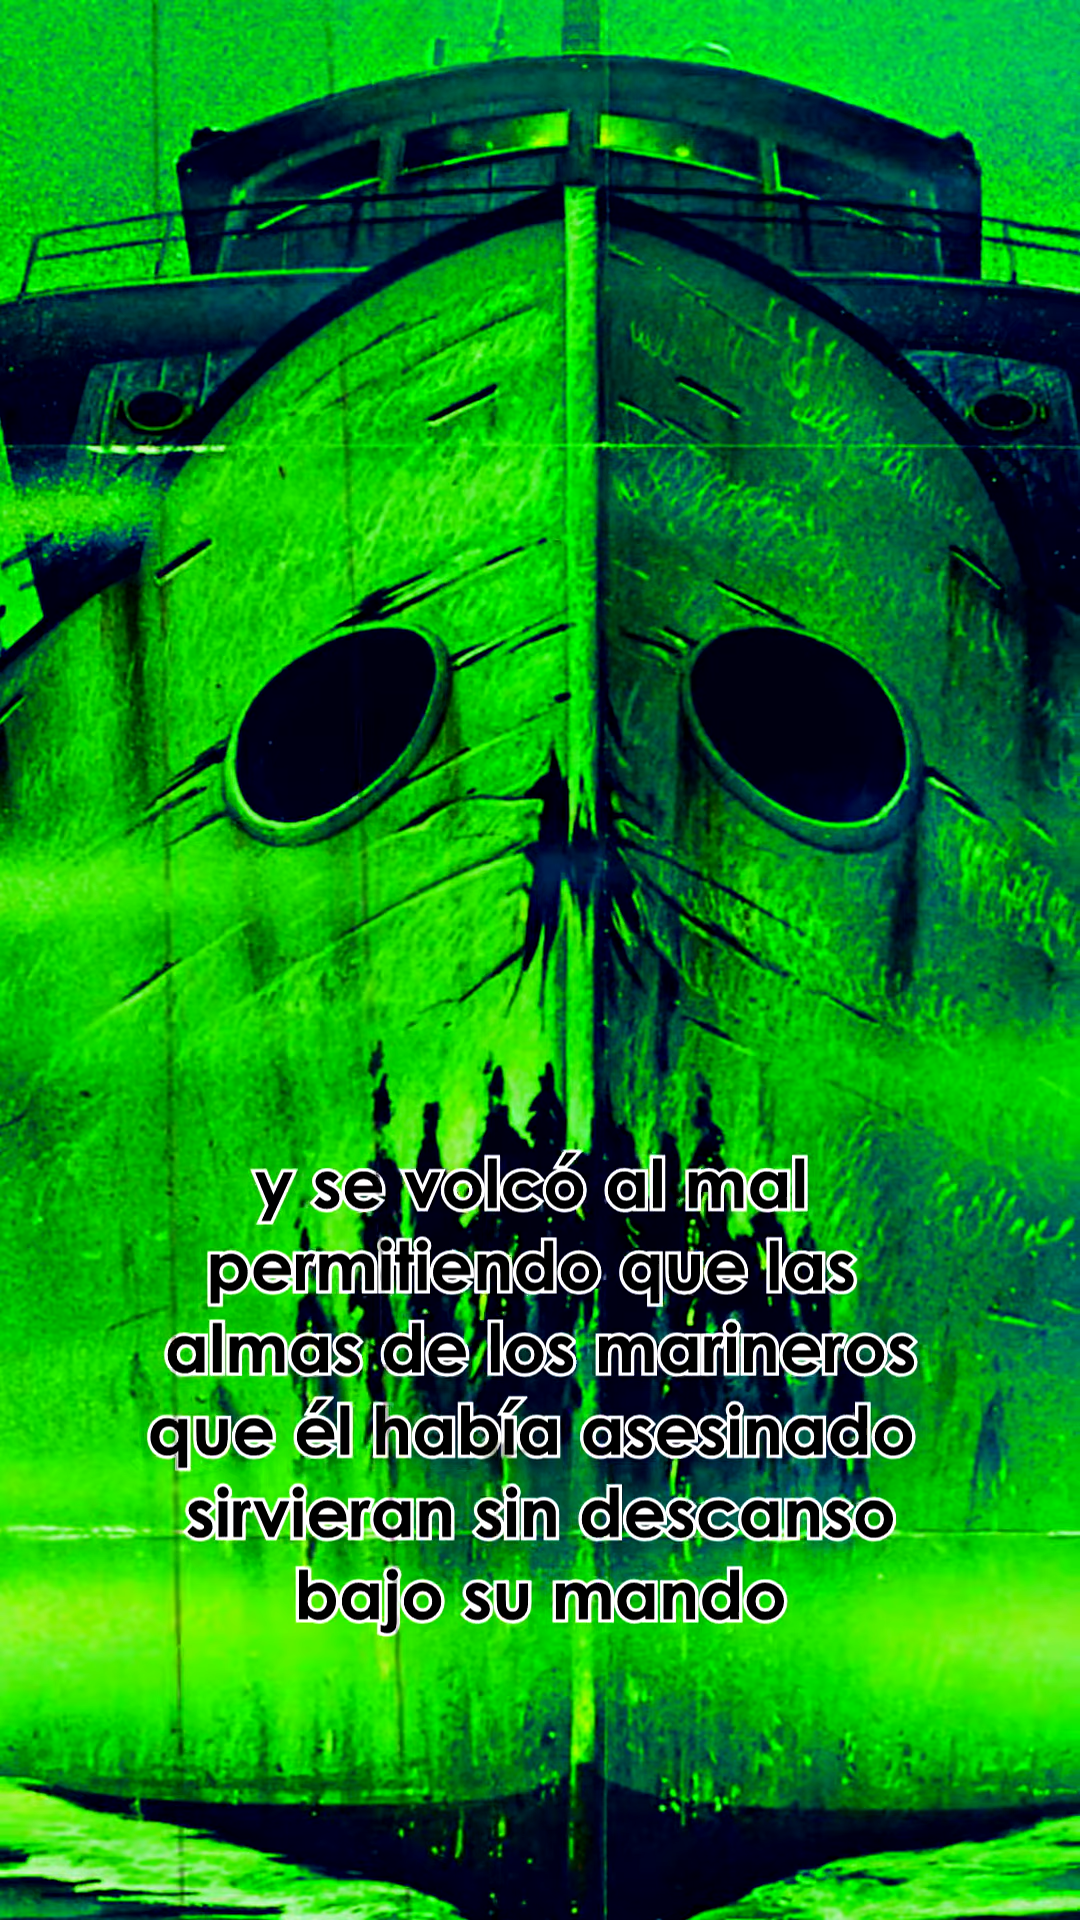 y se volcó al mal
permitiendo que las
almas de los marineros
que él había asesinado
sirvieran sin descanso
bajo su mando